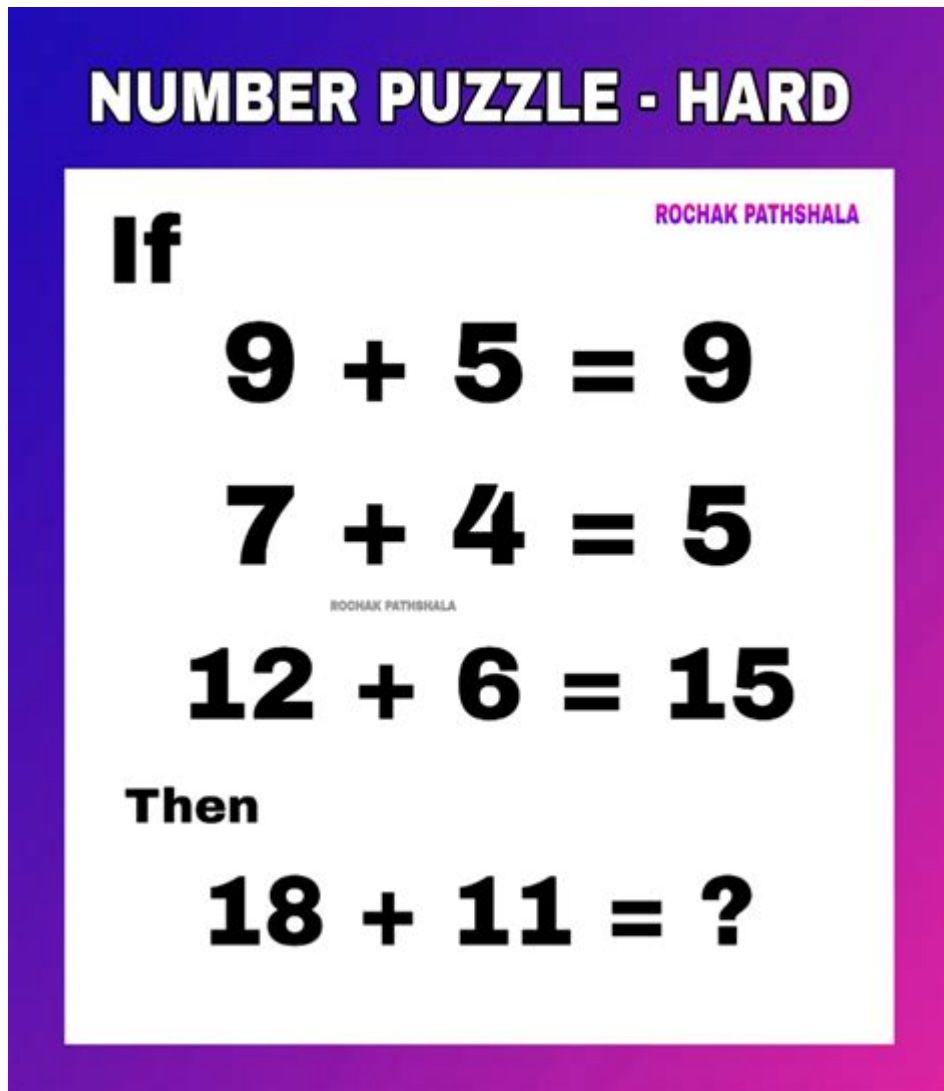 NUMBER PUZZLE - HARD
If
ROCHAK PATHSHALA
9 + 5 = 9
7 + 4 = 5
ROCHAK PATHSHALA
12 + 6 = 15
Then
18 + 11 = ?